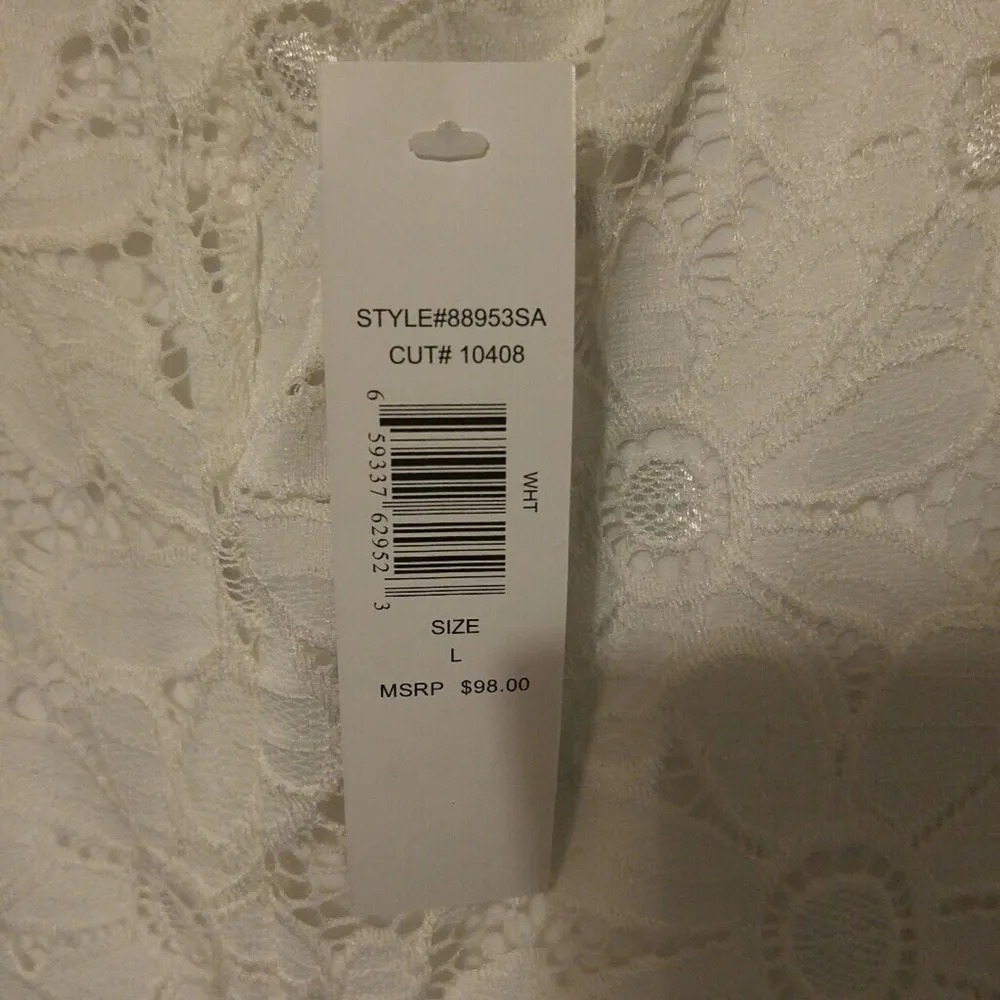 STYLE#88953SA
CUT# 10408
6 59337 62952 3
WHT
SIZE
L
MSRP $98.00